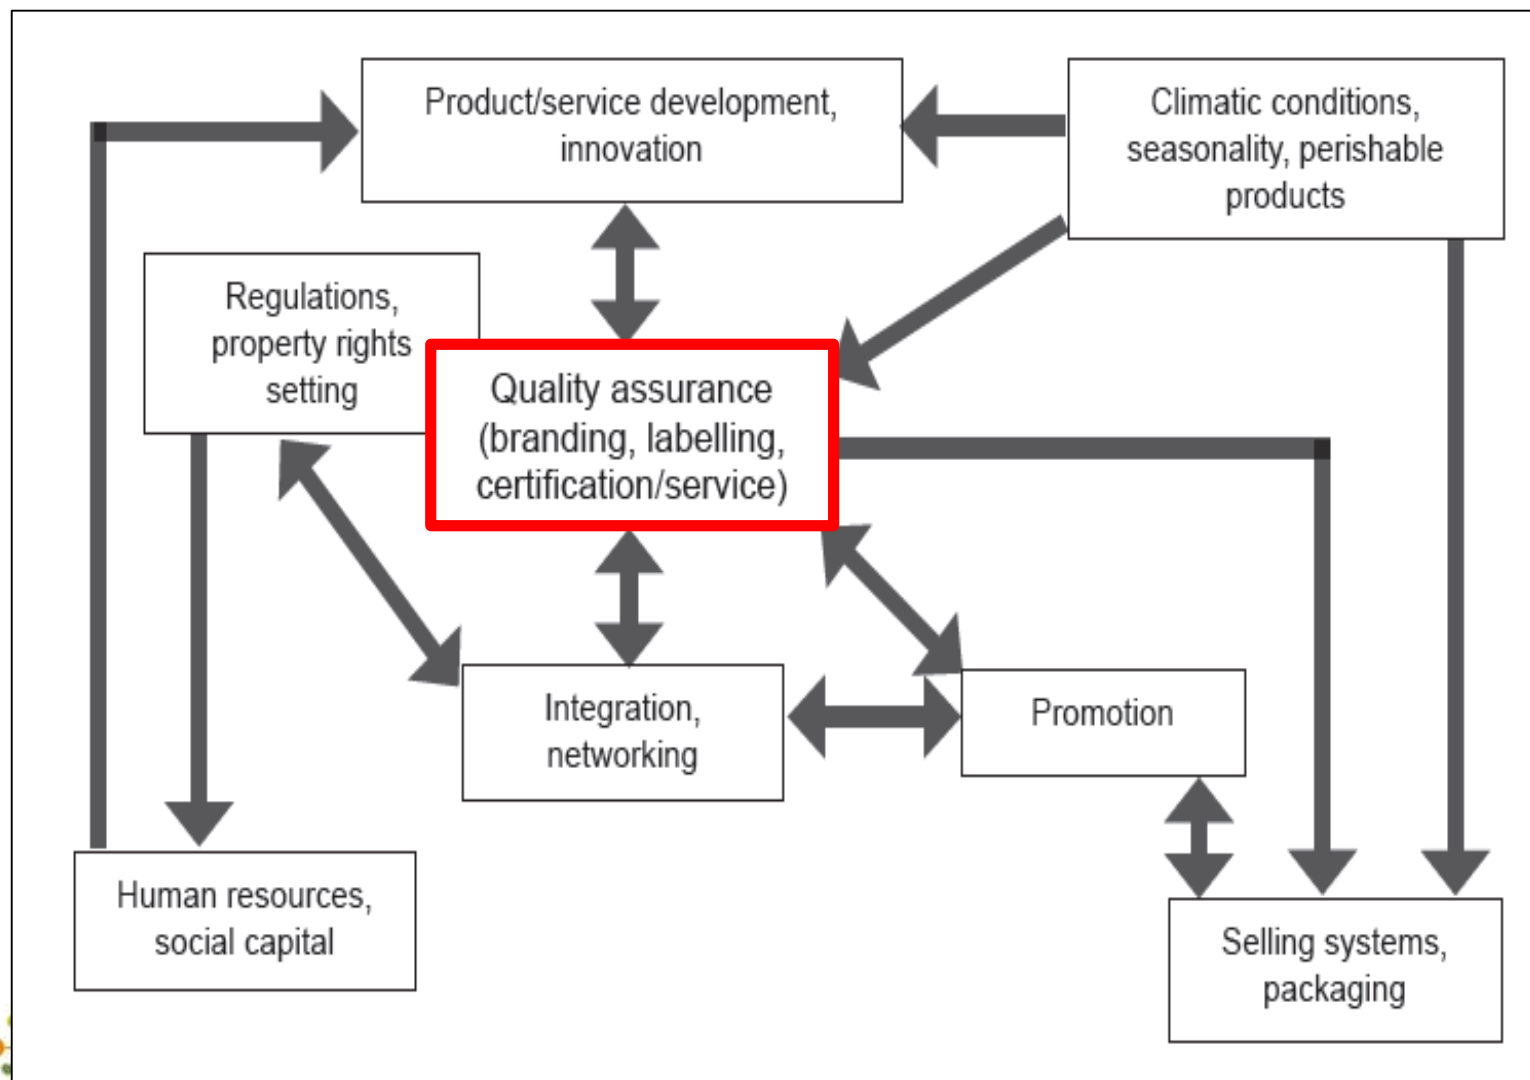 Product/service development,
innovation
Climatic conditions,
seasonality, perishable
products
Regulations,
property rights
setting
Quality assurance
(branding, labelling,
certification/service)
Integration,
networking
Promotion
Human resources,
social capital
Selling systems,
packaging